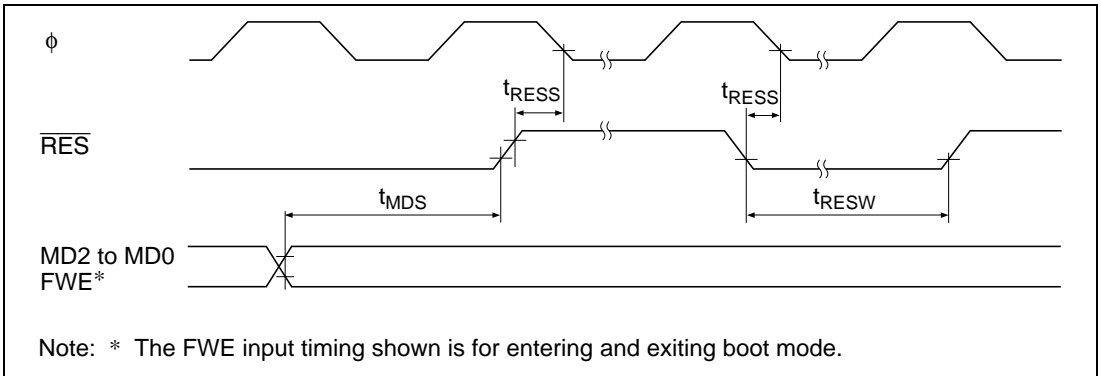 ϕ
tRESS
tRESS
RES
tMDS
tRESW
MD2 to MD0
FWE*
Note: * The FWE input timing shown is for entering and exiting boot mode.